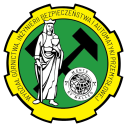 WYDZIAŁ GÓRNICTWA, INŻYNIERII BEZPIECZEŃSTWA I AUTOMATYKI PRZEMYSŁOWEJ